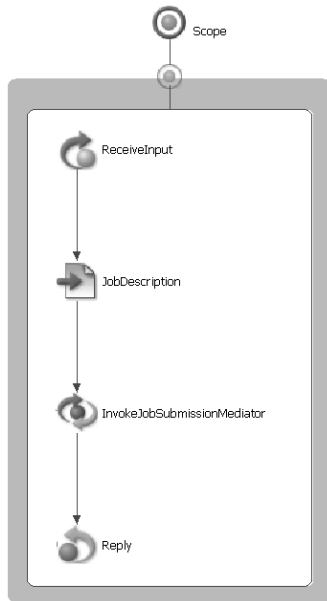 Scope
ReceiveInput
JobDescription
InvokeJobSubmissionMediator
Reply